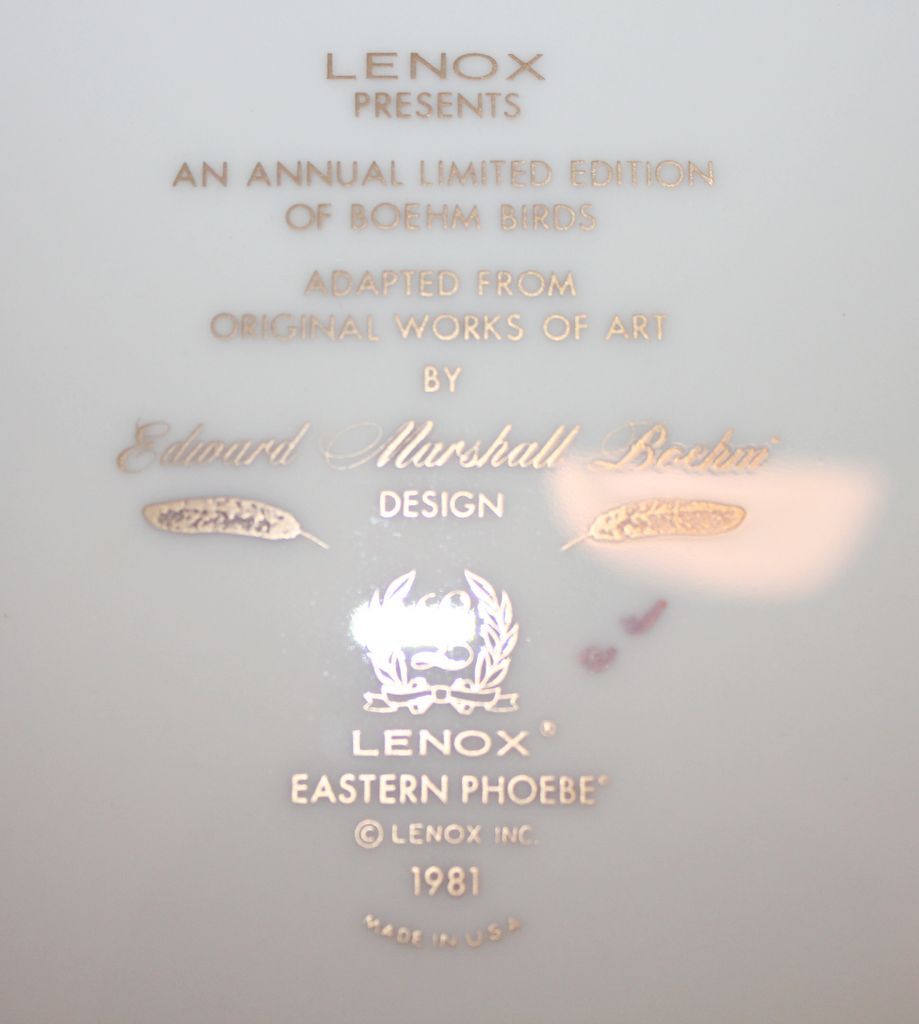 LENOX
PRESENTS
AN ANNUAL LIMITED EDITION
OF BOEHM BIRDS
ADAPTED FROM
ORIGINAL WORKS OF ART
BY
Edward Marshall Boehm
DESIGN
L
LENOX®
EASTERN PHOEBE
© LENOX INC.
1981
MADE IN USA